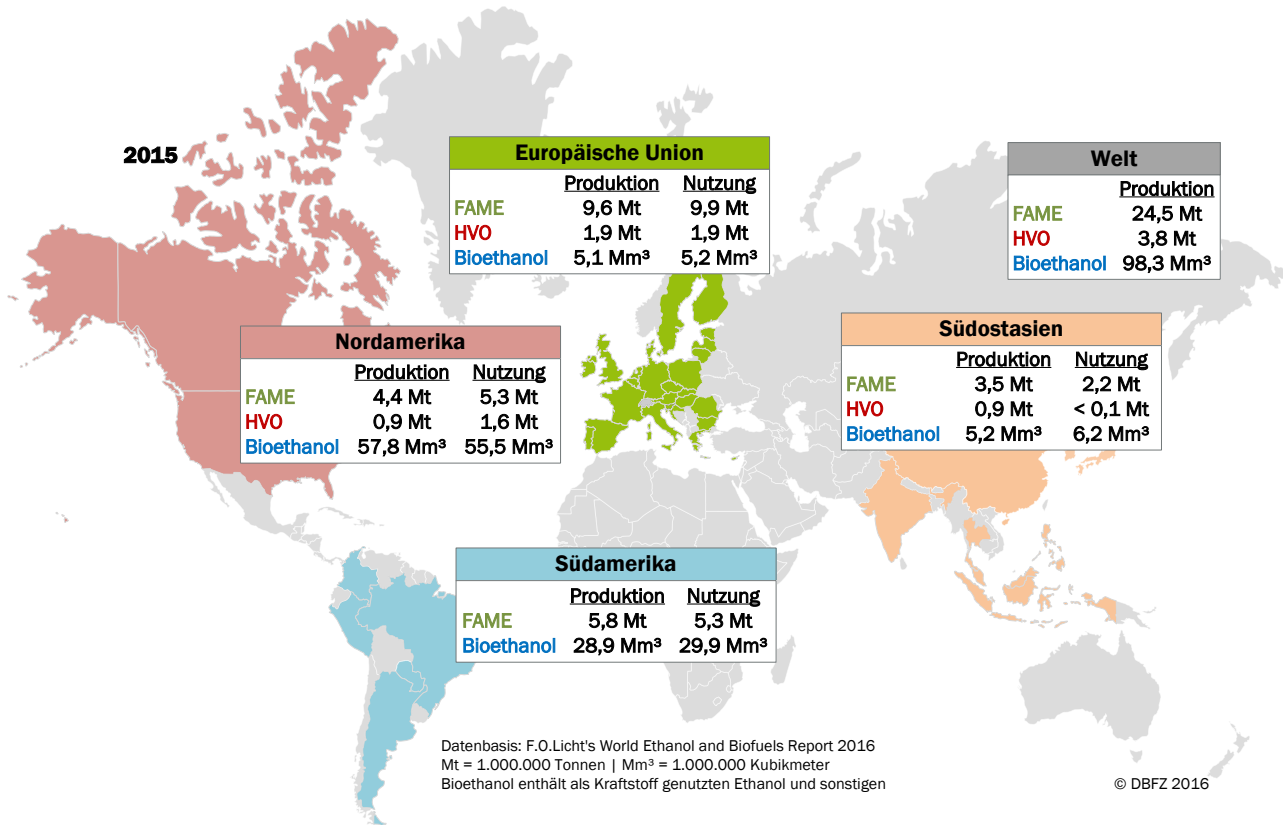 2015
Europäische Union
Produktion Nutzung
FAME 9,6 Mt 9,9 Mt
HVO 1,9 Mt 1,9 Mt
Bioethanol 5,1 Mm³ 5,2 Mm³
Welt
Produktion
FAME 24,5 Mt
HVO 3,8 Mt
Bioethanol 98,3 Mm³
Nordamerika
Produktion Nutzung
FAME 4,4 Mt 5,3 Mt
HVO 0,9 Mt 1,6 Mt
Bioethanol 57,8 Mm³ 55,5 Mm³
Südostasien
Produktion Nutzung
FAME 3,5 Mt 2,2 Mt
HVO 0,9 Mt < 0,1 Mt
Bioethanol 5,2 Mm³ 6,2 Mm³
Südamerika
Produktion Nutzung
FAME 5,8 Mt 5,3 Mt
Bioethanol 28,9 Mm³ 29,9 Mm³
Datenbasis: F.O.Licht's World Ethanol and Biofuels Report 2016
Mt = 1.000.000 Tonnen | Mm³ = 1.000.000 Kubikmeter
Bioethanol enthält als Kraftstoff genutzten Ethanol und sonstigen
© DBFZ 2016